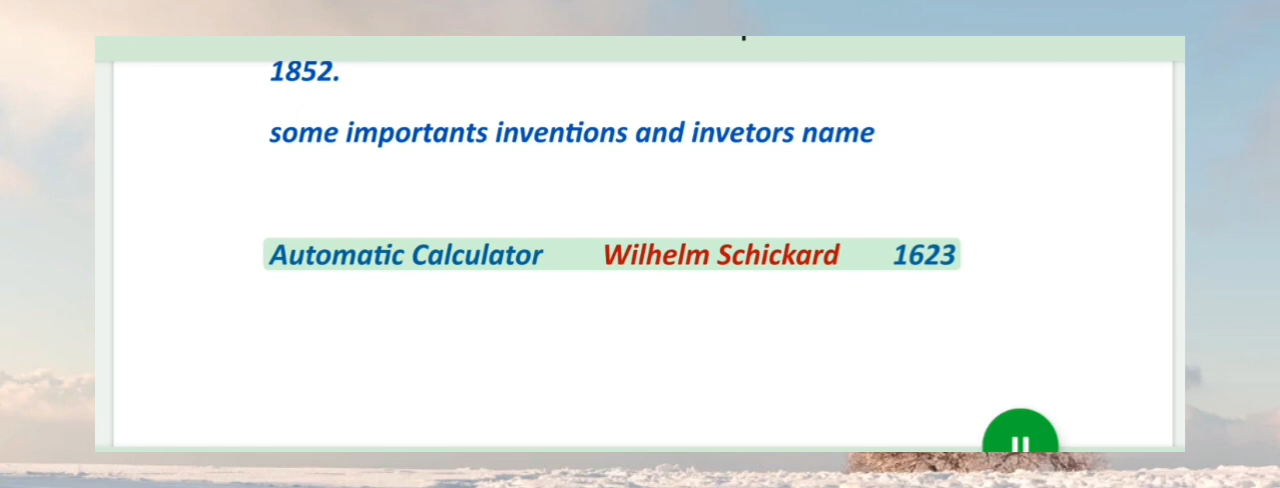 1852.
some importants inventions and invetors name
Automatic Calculator Wilhelm Schickard 1623